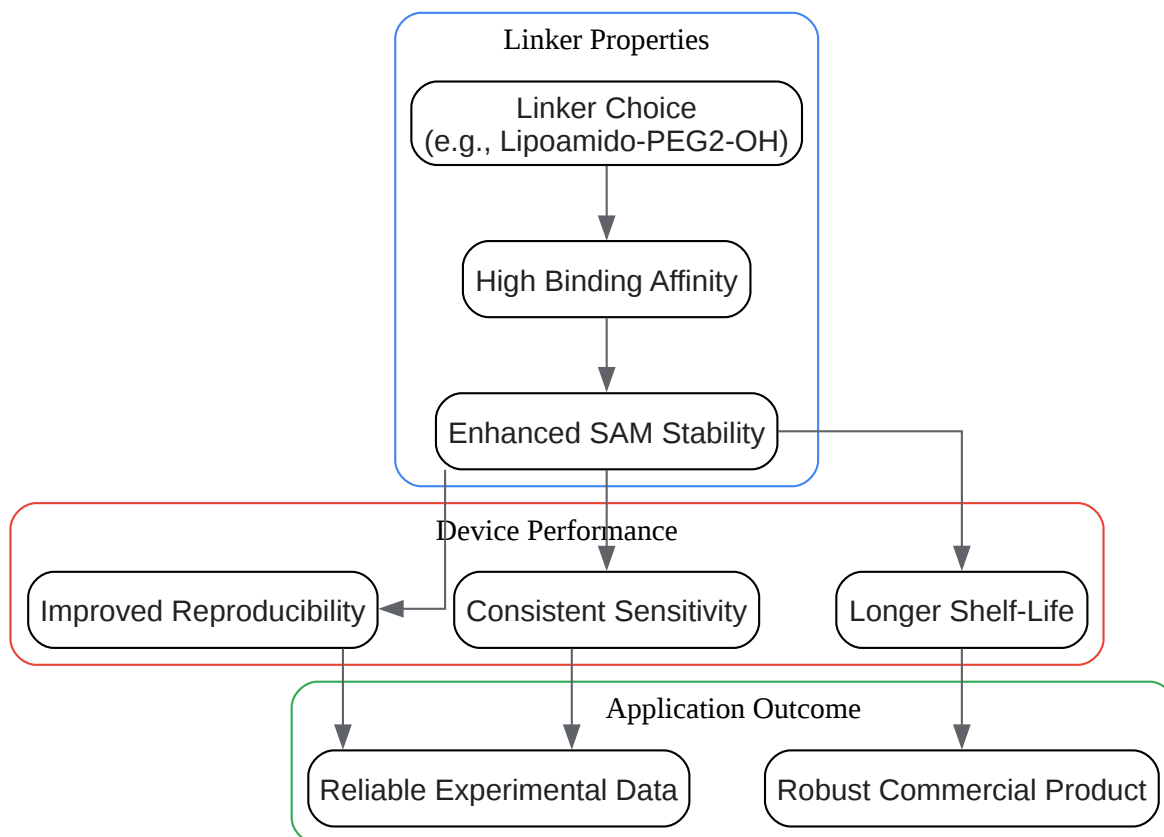 Linker Properties
Linker Choice
(e.g., Lipoamido-PEG2-OH)
High Binding Affinity
Enhanced SAM Stability
Device Performance
Improved Reproducibility
Consistent Sensitivity
Longer Shelf-Life
Application Outcome
Reliable Experimental Data
Robust Commercial Product